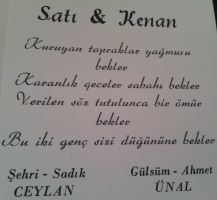 Satı & Kenan
Kuruyan topraklar yağmuru
bekler
Karanlık geceler sabahı bekler
Verilen söz tutulunca bir ömür
bekler
Bu iki genç sizi düğününe bekler
Şehri - Sadık
CEYLAN
Gülsüm - Ahmet
ÜNAL